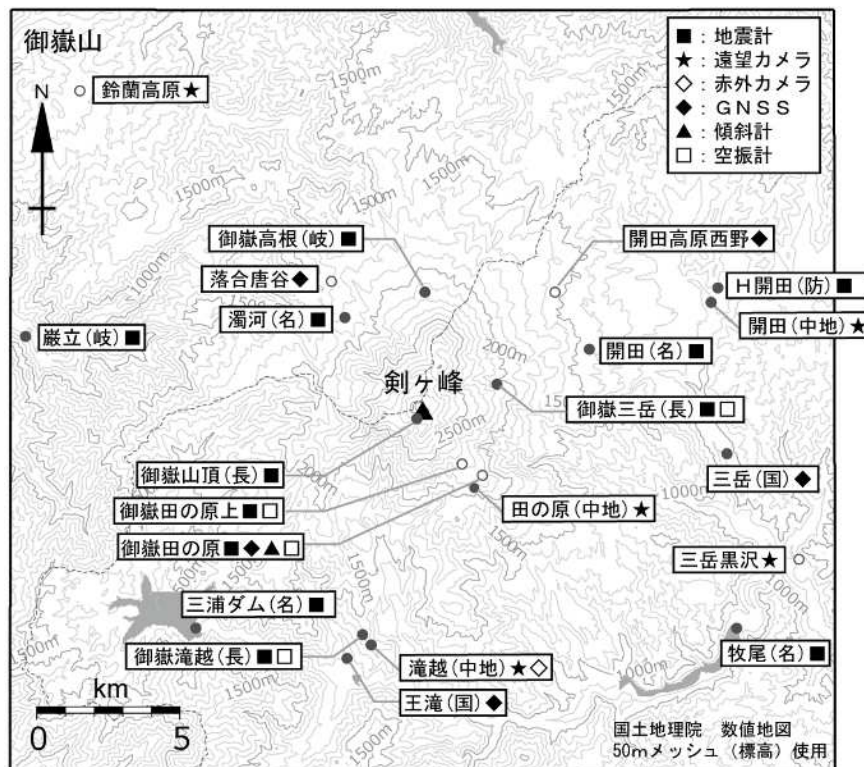 御嶽山
■：地震計
★：遠望カメラ
◇：赤外カメラ
◆：ＧＮＳＳ
▲：傾斜計
□：空振計
1500m
1500m
1500m
鈴蘭高原★
N
1500m
1500m
1000m
御嶽高根(岐)■
開田高原西野◆
落合唐谷◆
H開田(防)■
濁河(名)■
開田(中地)★
巌立(岐)■
開田(名)■
2000m
剣ヶ峰
御嶽三岳(長)■□
2500m
御嶽山頂(長)■
2000m
三岳(国)◆
御嶽田の原上■□
田の原(中地)★
1000m
御嶽田の原■◆▲□
1500m
三岳黒沢★
1500m
1000m
三浦ダム(名)■
1500m
御嶽滝越(長)■□
滝越(中地)★◇
牧尾(名)■
1500m
王滝(国)◆
km
0 5
1500m
国土地理院 数値地図
50mメッシュ（標高）使用